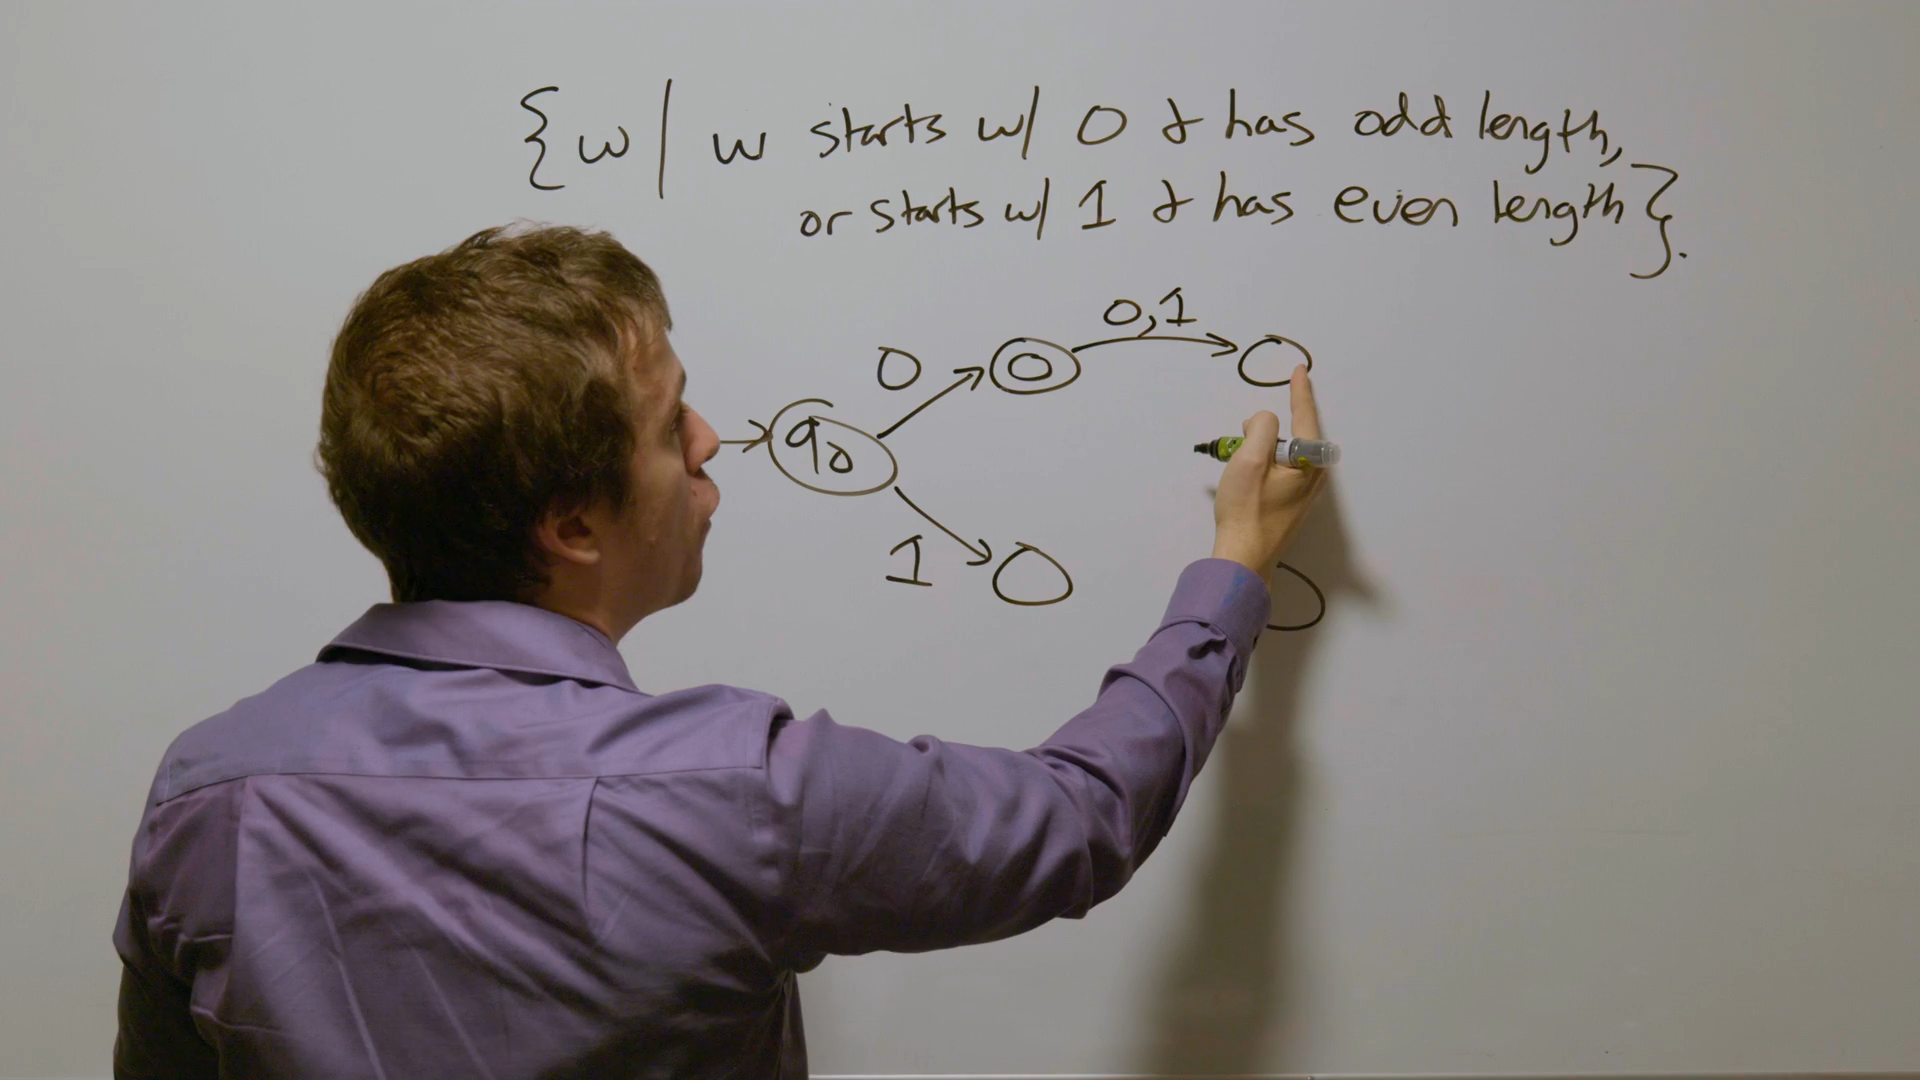 {w | w starts w/ 0 & has odd length,
or starts w/ 1 & has even length}.
0,1
0
q0
1